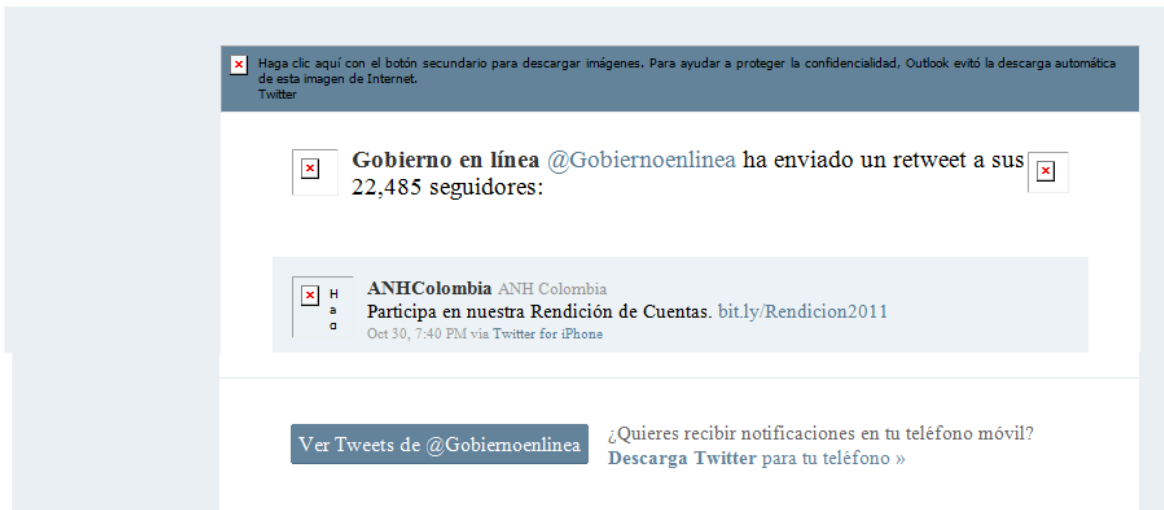 Haga clic aquí con el botón secundario para descargar imágenes. Para ayudar a proteger la confidencialidad, Outlook evitó la descarga automática
de esta imagen de Internet.
Twitter
Gobierno en línea @Gobiernoenlinea ha enviado un retweet a sus
22,485 seguidores:
H
a
g
ANHColombia ANH Colombia
Participa en nuestra Rendición de Cuentas. bit.ly/Rendicion2011
Oct 30, 7:40 PM via Twitter for iPhone
Ver Tweets de @Gobiernoenlinea
¿Quieres recibir notificaciones en tu teléfono móvil?
Descarga Twitter para tu teléfono »